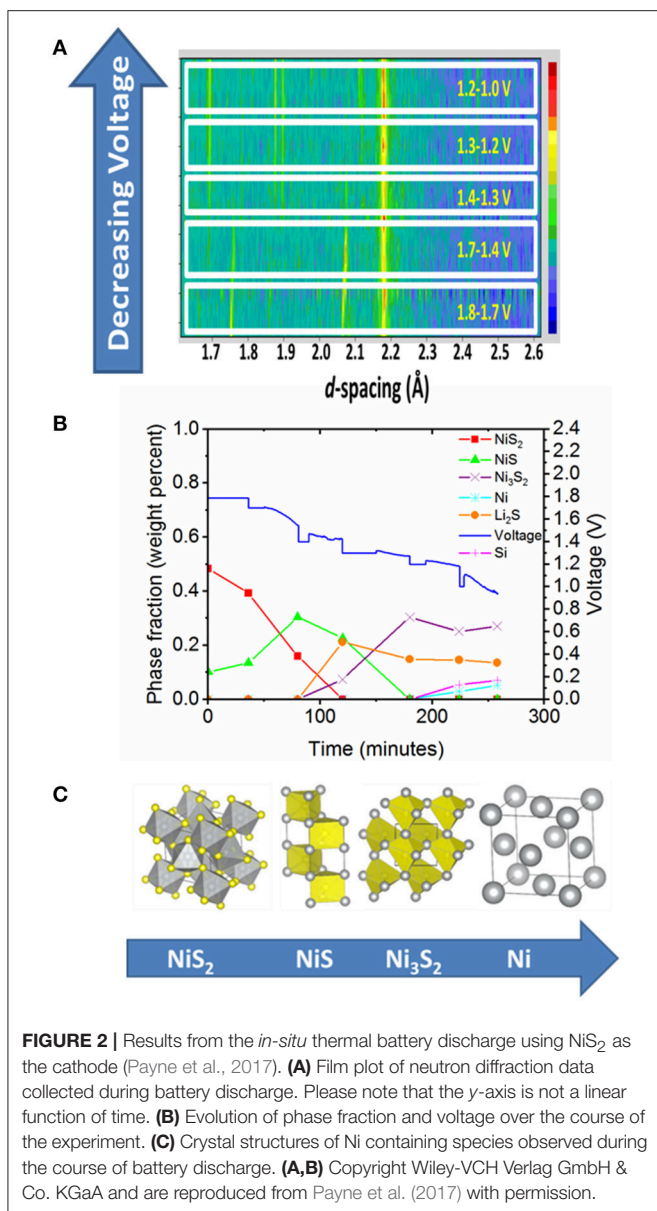 A
Decreasing Voltage
1.2-1.0 V
1.3-1.2 V
1.4-1.3 V
1.7-1.4 V
1.8-1.7 V
1.7 1.8 1.9 2.0 2.1 2.2 2.3 2.4 2.5 2.6
d-spacing (Å)
B
Phase fraction (weight percent)
1.0
0.8
0.6
0.4
0.2
0.0
NiS₂
NiS
Ni₃S₂
Ni
Li₂S
Voltage
Si
2.4
2.2
2.0
1.8
1.6
1.4
1.2
1.0
0.8
0.6
0.4
0.2
0.0
Voltage (V)
0 100 200 300
Time (minutes)
C
NiS₂ NiS Ni₃S₂ Ni
FIGURE 2 | Results from the in-situ thermal battery discharge using NiS₂ as
the cathode (Payne et al., 2017). (A) Film plot of neutron diffraction data
collected during battery discharge. Please note that the y-axis is not a linear
function of time. (B) Evolution of phase fraction and voltage over the course of
the experiment. (C) Crystal structures of Ni containing species observed during
the course of battery discharge. (A,B) Copyright Wiley-VCH Verlag GmbH &
Co. KGaA and are reproduced from Payne et al. (2017) with permission.